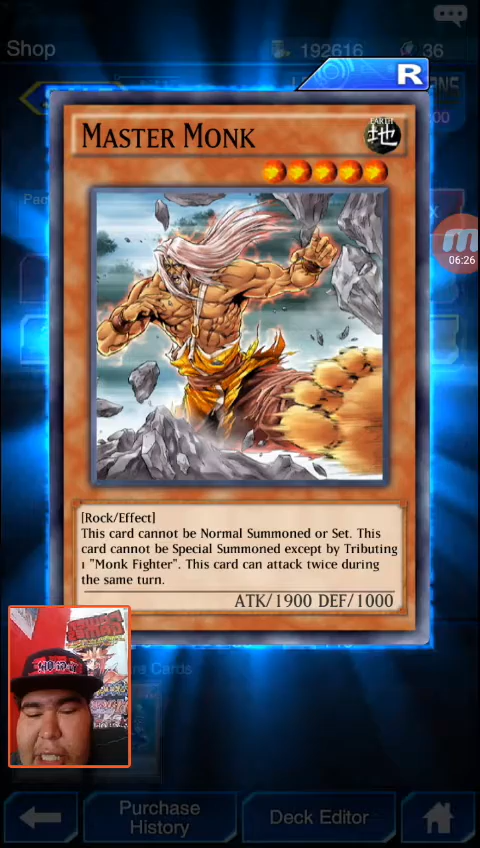 Shop
192616
36
R
MASTER MONK
EARTH
地
06:26
[Rock/Effect]
This card cannot be Normal Summoned or Set. This
card cannot be Special Summoned except by Tributing
1 "Monk Fighter". This card can attack twice during
the same turn.
ATK/1900 DEF/1000
Cards
Purchase
History
Deck Editor